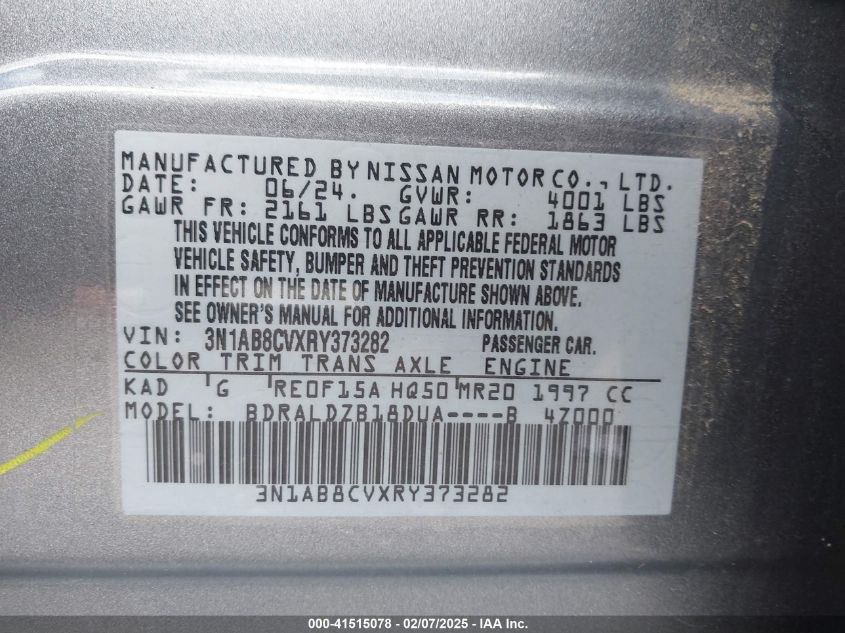 MANUFACTURED BY NISSAN MOTOR CO., LTD.
DATE: 06/24. GVWR: 4001 LBS
GAWR FR: 2161 LBS GAWR RR: 1863 LBS
THIS VEHICLE CONFORMS TO ALL APPLICABLE FEDERAL MOTOR
VEHICLE SAFETY, BUMPER AND THEFT PREVENTION STANDARDS
IN EFFECT ON THE DATE OF MANUFACTURE SHOWN ABOVE.
SEE OWNER'S MANUAL FOR ADDITIONAL INFORMATION.
VIN: 3N1AB8CVXRY373282 PASSENGER CAR.
COLOR TRIM TRANS AXLE ENGINE
KAD G RE0F15A HQ50 MR20 1997 CC
MODEL: BDRALDZB18DUA----B 4Z000
3N1AB8CVXRY373282
000-41515078 - 02/07/2025 - IAA Inc.